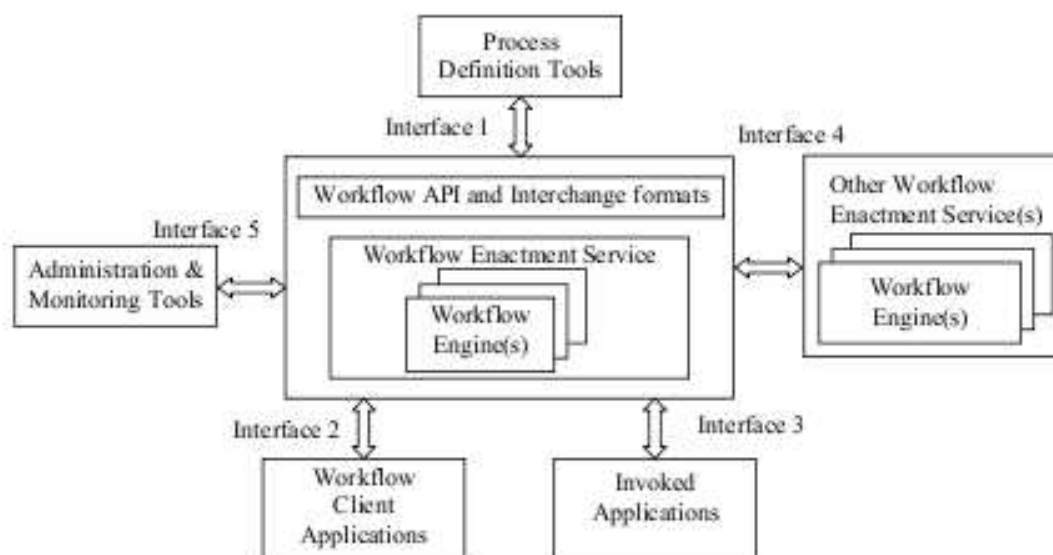 Process
Definition Tools
Interface 1
Interface 4
Workflow API and Interchange formats
Other Workflow
Enactment Service(s)
Interface 5
Workflow Enactment Service
Administration &
Monitoring Tools
Workflow
Engine(s)
Workflow
Engine(s)
Interface 2
Interface 3
Workflow
Client
Applications
Invoked
Applications